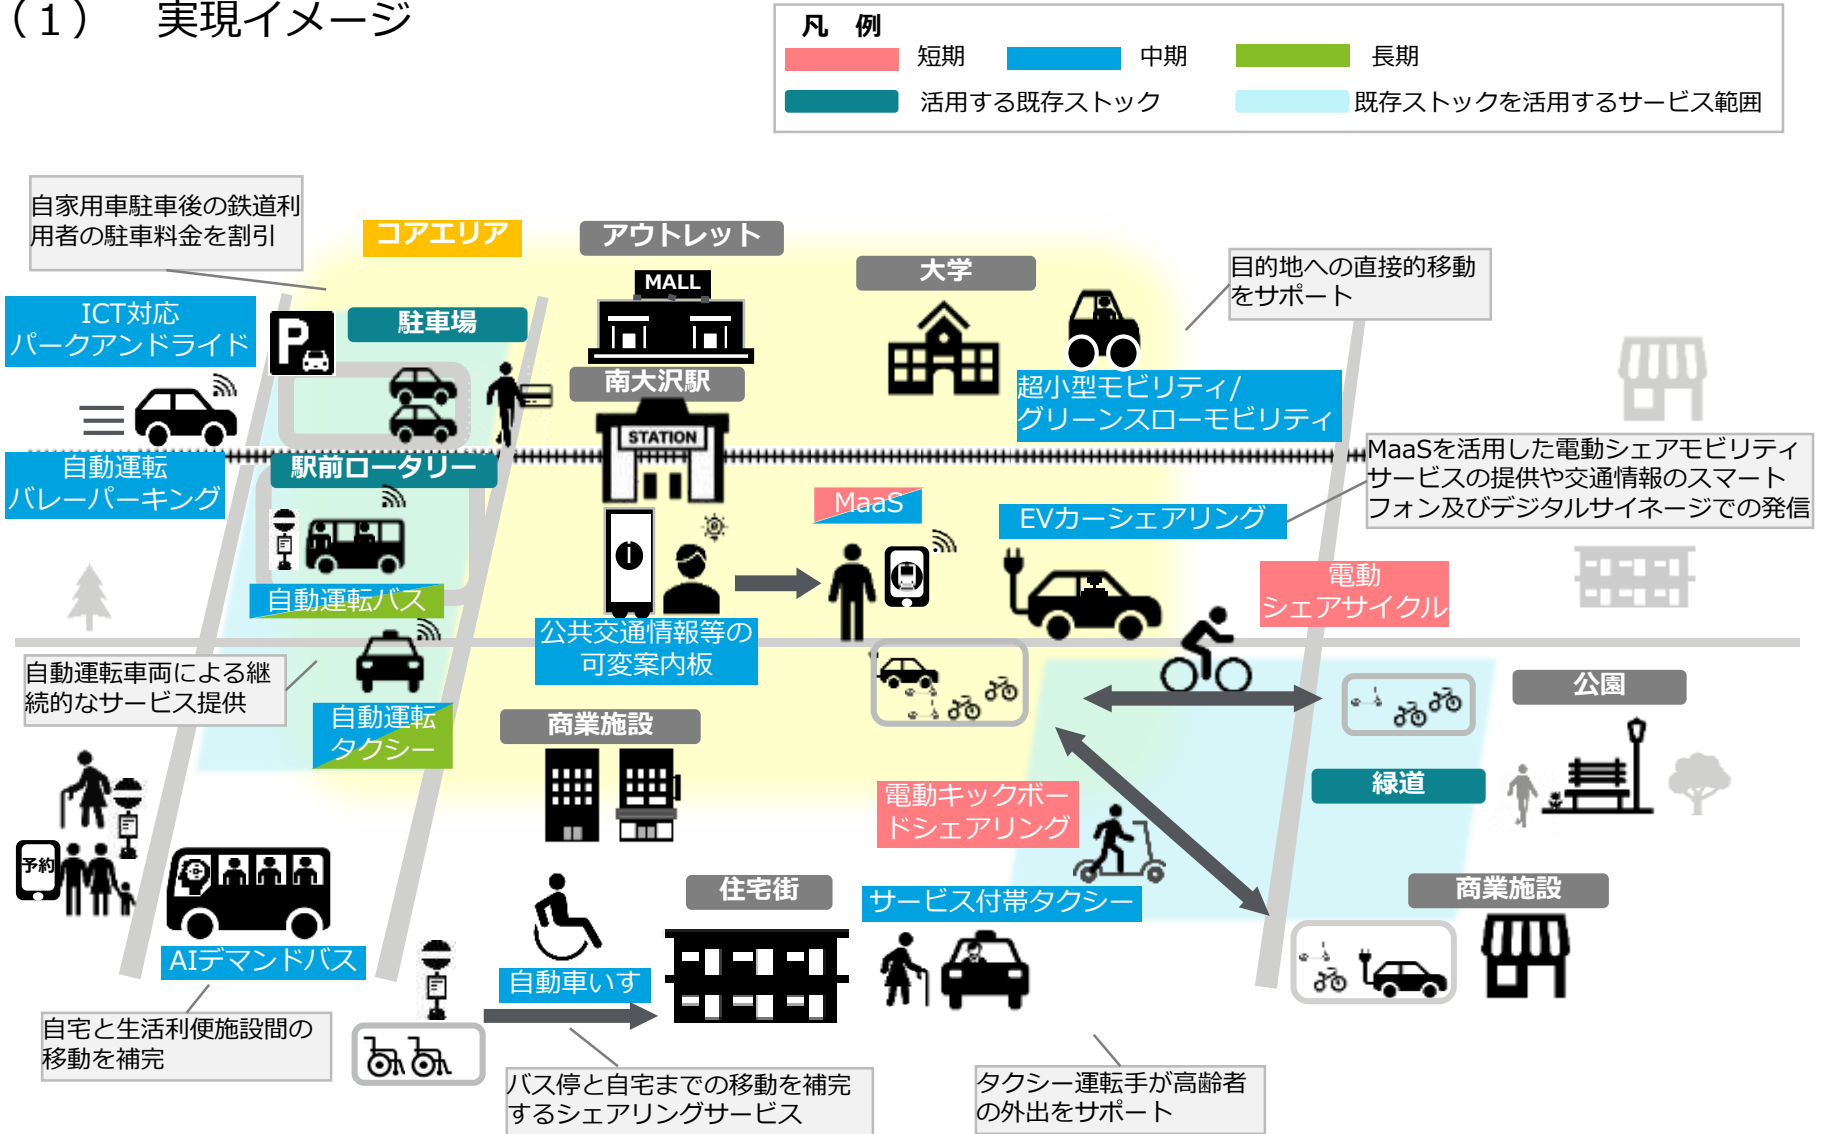 （１）　実現イメージ
凡　例
短期
中期
長期
活用する既存ストック
既存ストックを活用するサービス範囲
自家用車駐車後の鉄道利
用者の駐車料金を割引
コアエリア
アウトレット
MALL
大学
目的地への直接的移動
をサポート
ICT対応
パークアンドライド
P
駐車場
南大沢駅
STATION
超小型モビリティ/
グリーンスローモビリティ
自動運転
バレーパーキング
駅前ロータリー
MaaS
EVカーシェアリング
MaaSを活用した電動シェアモビリティ
サービスの提供や交通情報のスマート
フォン及びデジタルサイネージでの発信
電動
シェアサイクル
自動運転バス
公共交通情報等の
可変案内板
自動運転車両による継
続的なサービス提供
自動運転
タクシー
商業施設
公園
緑道
電動キックボー
ドシェアリング
予約
AIデマンドバス
自動車いす
住宅街
サービス付帯タクシー
商業施設
自宅と生活利便施設間の
移動を補完
バス停と自宅までの移動を補完
するシェアリングサービス
タクシー運転手が高齢者
の外出をサポート